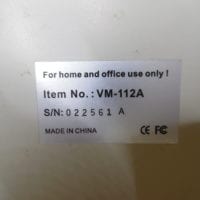 For home and office use only !
Item No. : VM-112A
S/N: 022561 A
MADE IN CHINA CE FC